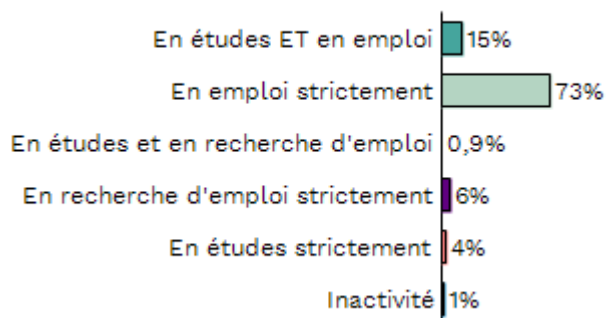 En études ET en emploi 15%
En emploi strictement 73%
En études et en recherche d'emploi 0,9%
En recherche d'emploi strictement 6%
En études strictement 4%
Inactivité 1%